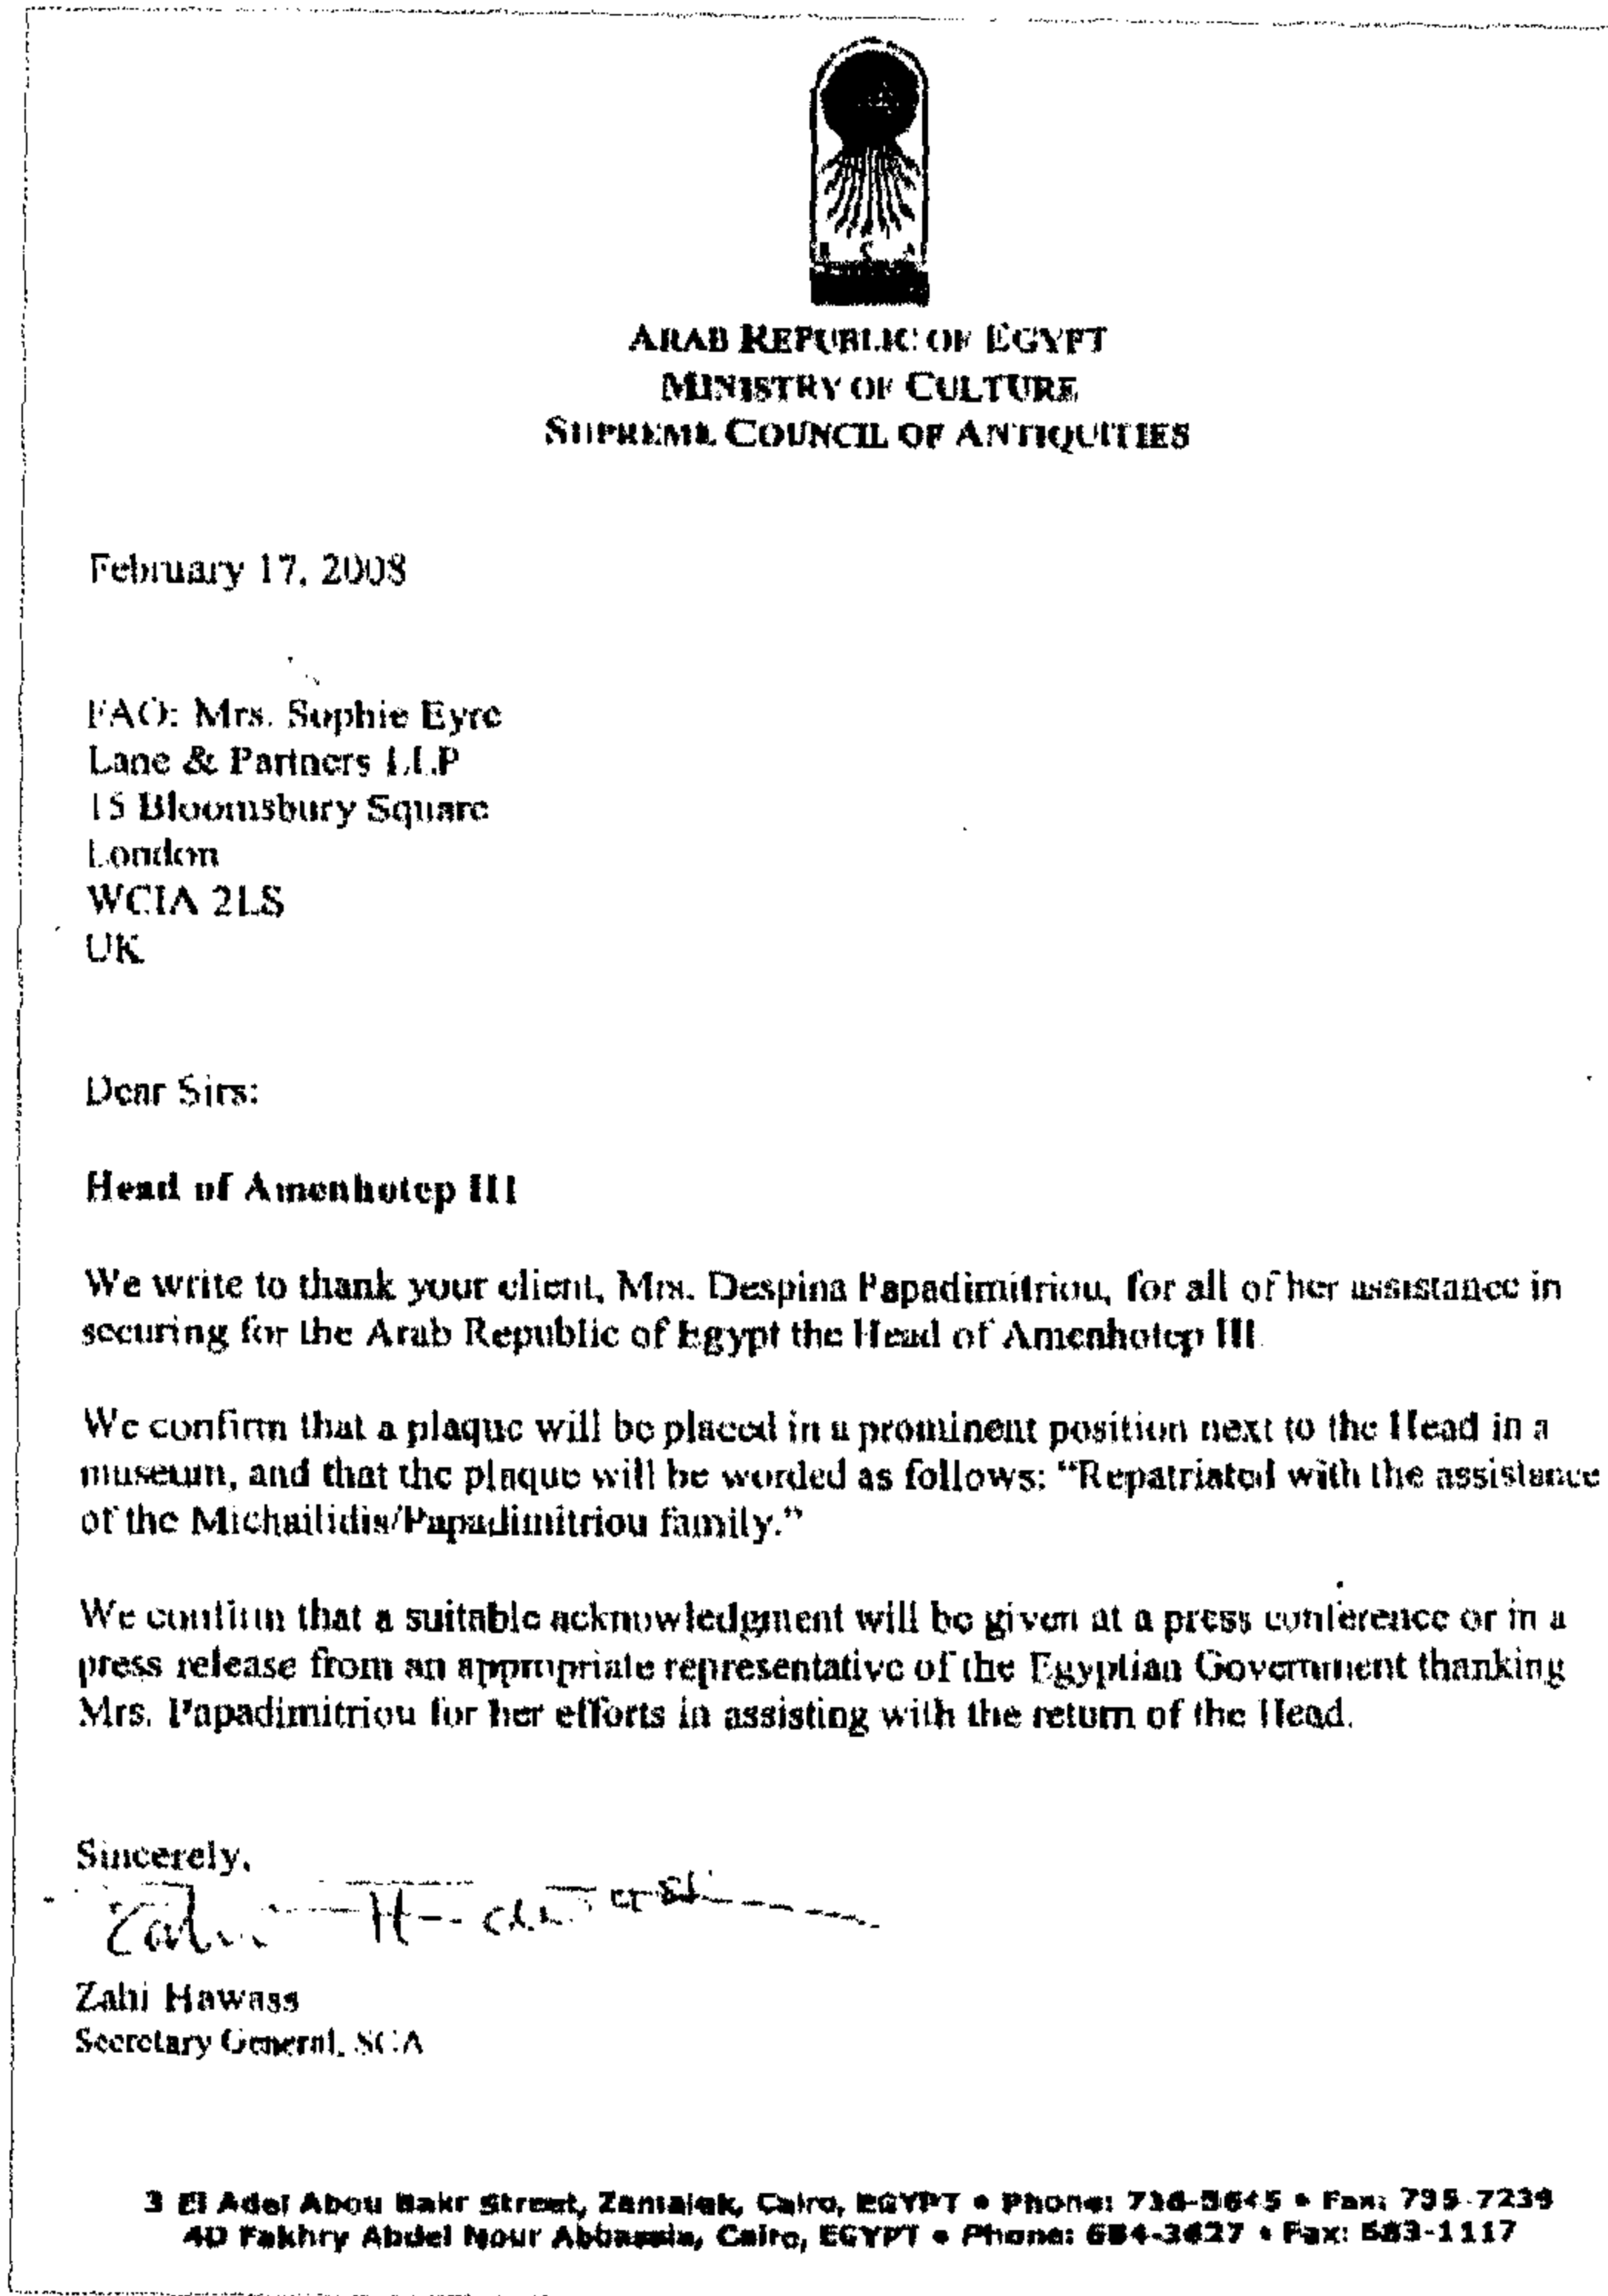 ARAB REPUBLIC OF EGYPT
MINISTRY OF CULTURE
SUPREME COUNCIL OF ANTIQUITIES
February 17, 2008
FAO: Mrs. Sophie Eyre
Lane & Partners LLP
15 Bloomsbury Square
London
WC1A 2LS
UK
Dear Sirs:
Head of Amenhotep III
We write to thank your client, Mrs. Despina Papadimitriou, for all of her assistance in
securing for the Arab Republic of Egypt the Head of Amenhotep III.
We confirm that a plaque will be placed in a prominent position next to the Head in a
museum, and that the plaque will be worded as follows: “Repatriated with the assistance
of the Michailidis/Papadimitriou family.”
We confirm that a suitable acknowledgment will be given at a press conference or in a
press release from an appropriate representative of the Egyptian Government thanking
Mrs. Papadimitriou for her efforts in assisting with the return of the Head.
Sincerely,
Zahi Hawass
Zahi Hawass
Secretary General, SCA
3 El Adel Abou Bakr Street, Zamalek, Cairo, EGYPT • Phone: Fax: 735-7239
4D Fakhry Abdel Nour Abbassia, Cairo, EGYPT • Phone: Fax: 683-1117